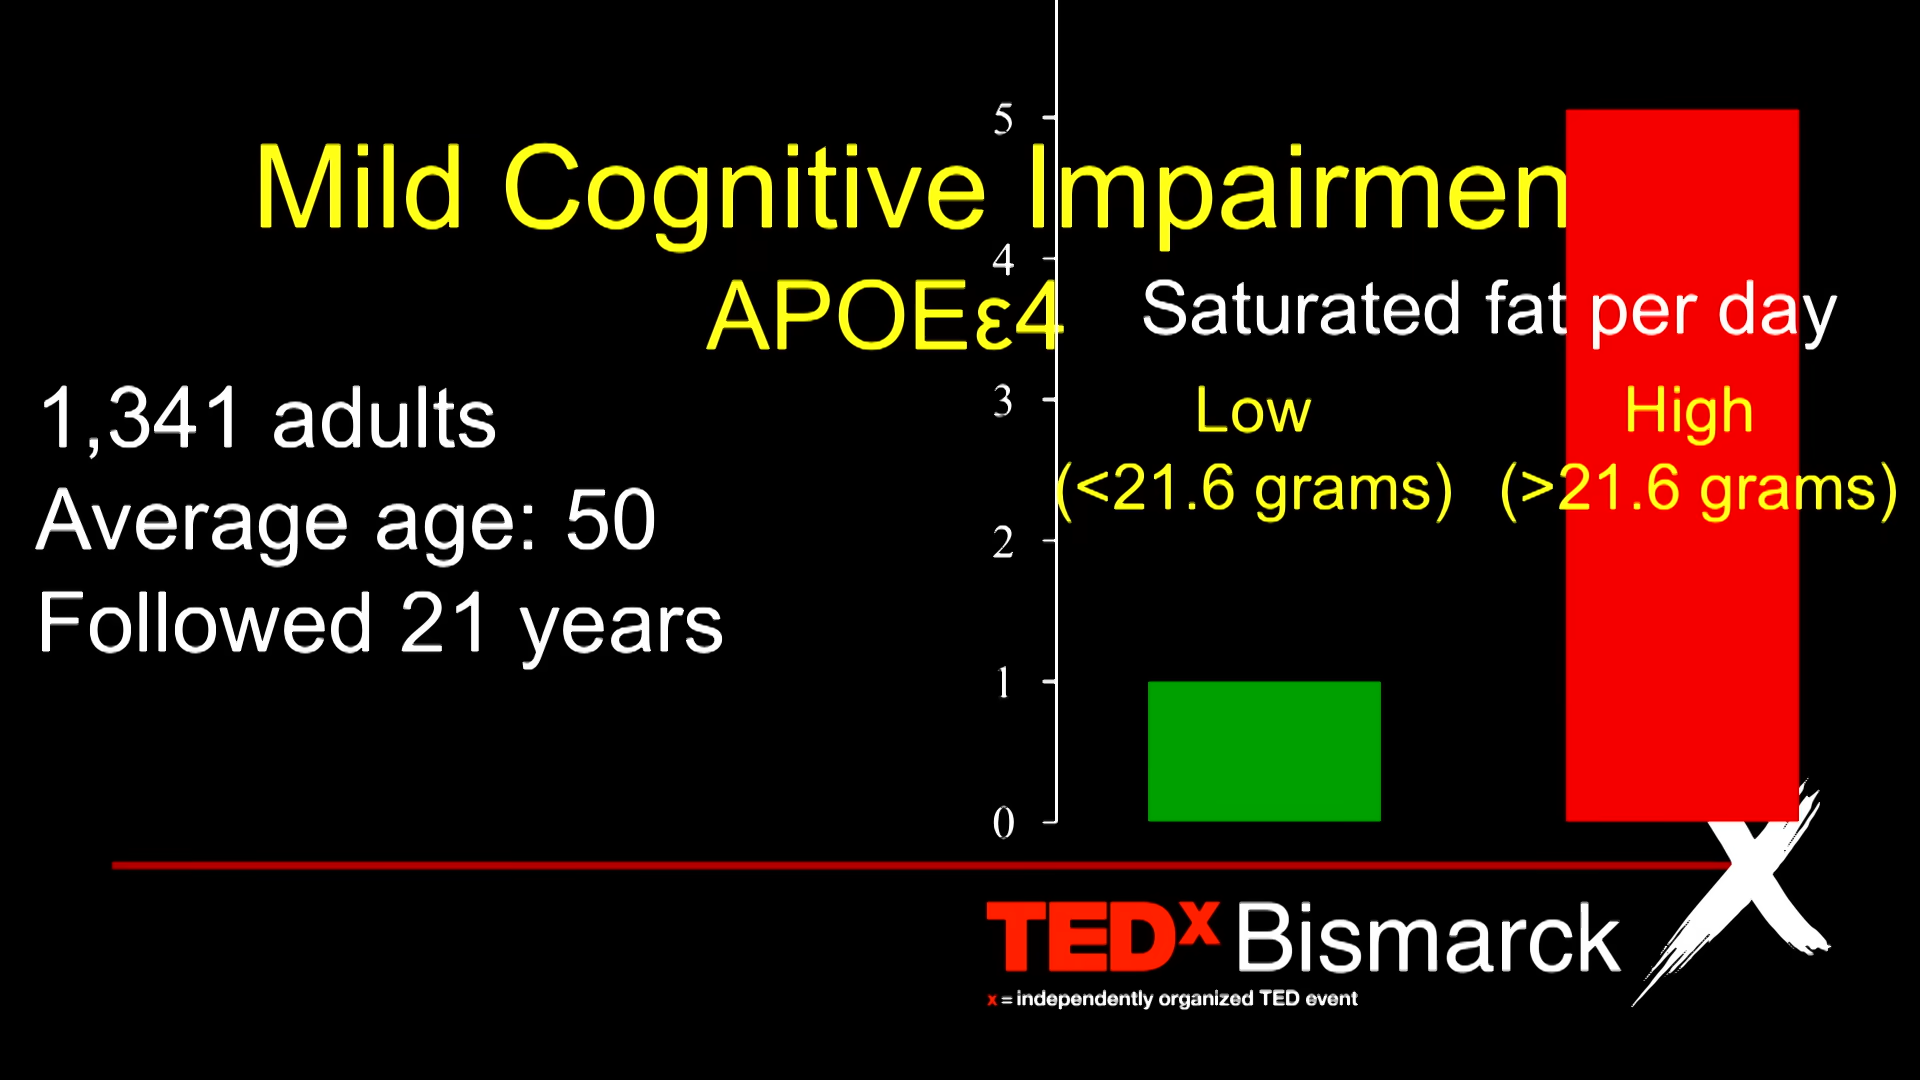 Mild Cognitive Impairmen
APOEε4
1,341 adults
Average age: 50
Followed 21 years
5
4
3
2
1
0
Saturated fat per day
Low
High
(<21.6 grams)
(>21.6 grams)
TEDx Bismarck
x = independently organized TED event
x